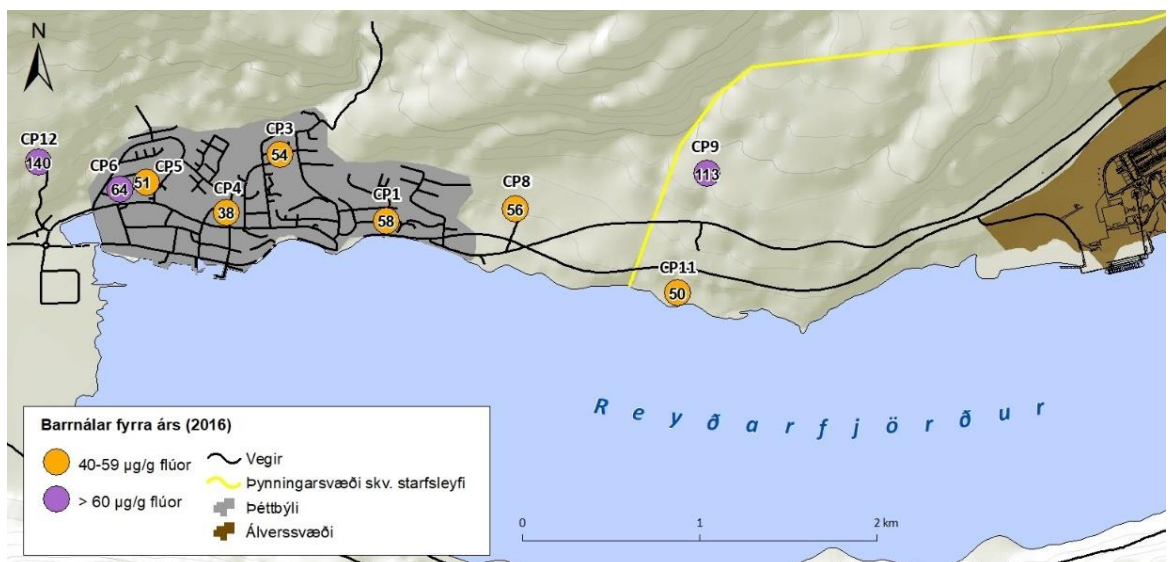 N
CP12
140
CP6
64
CP5
51
CP4
38
CP3
54
CP1
58
CP8
56
CP9
113
CP11
50
Reyðarfjörður
Barrnálar fyrra árs (2016)
40-59 µg/g flúor
> 60 µg/g flúor
Vegir
Þynningarsvæði skv. starfsleyfi
Þéttbýli
Álverssvæði
0 1 2 km